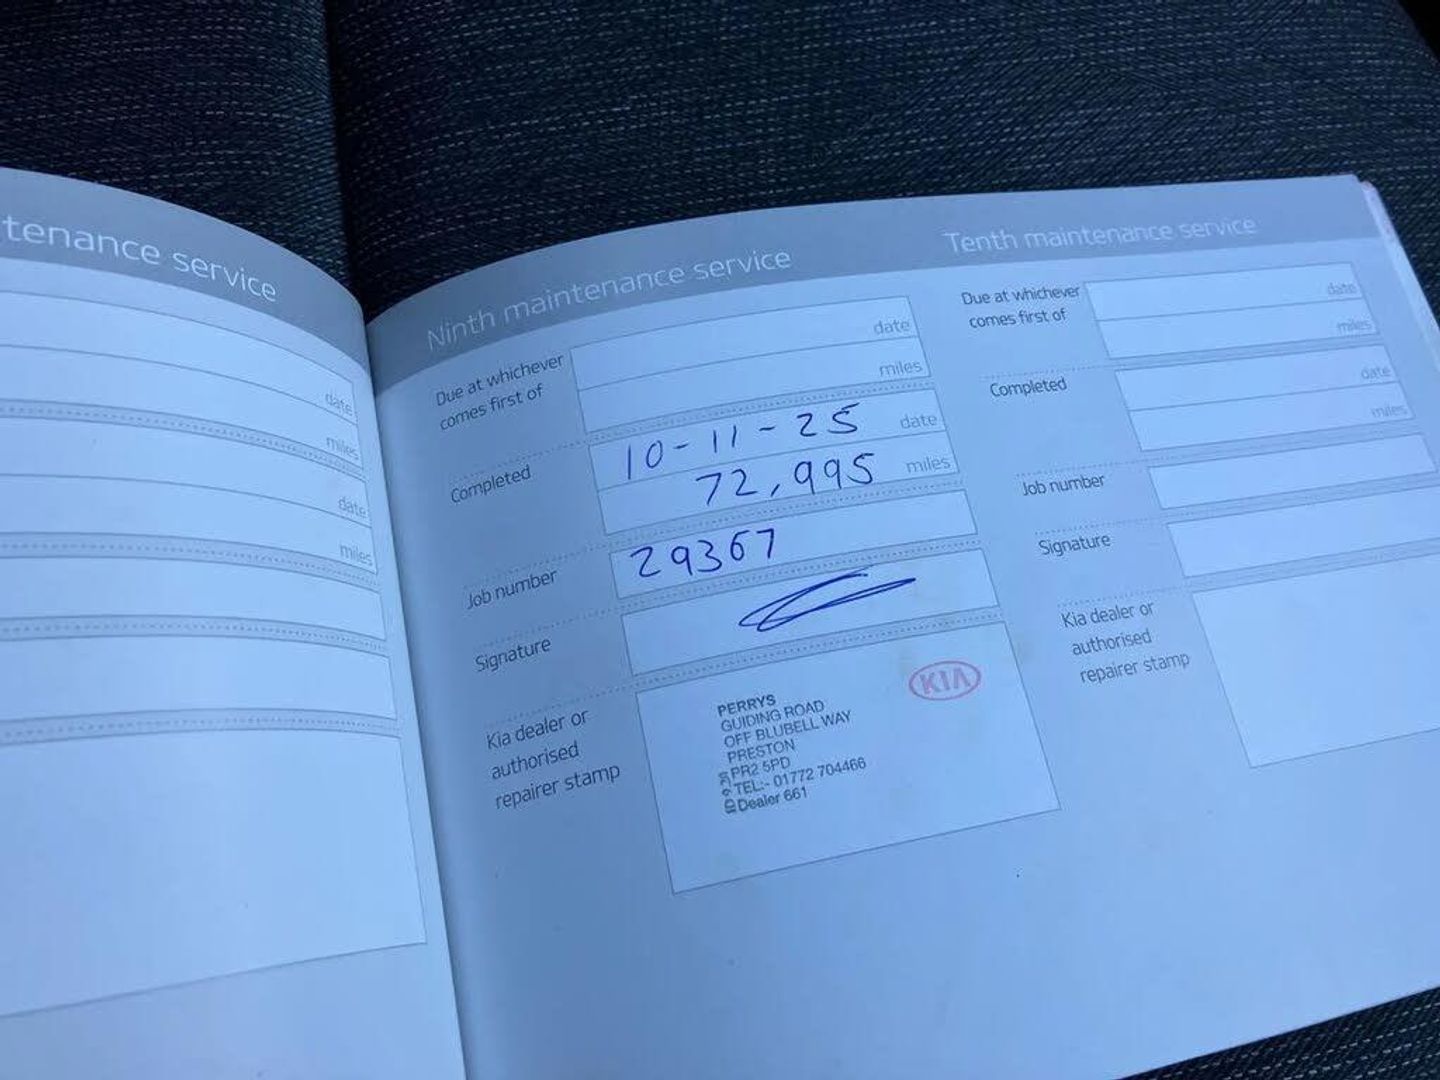 tenance service
date
miles
date
miles
Ninth maintenance service
Due at whichever
comes first of
date
miles
Completed
10-11-25 date
72,995 miles
Job number
29367
Signature
Kia dealer or
authorised
repairer stamp
KIA
PERRYS
GUIDING ROAD
OFF BLUBELL WAY
PRESTON
PR2 5PD
TEL:- 01772 704466
Dealer 661
Tenth maintenance service
Due at whichever
comes first of
date
miles
Completed
date
miles
Job number
Signature
Kia dealer or
authorised
repairer stamp